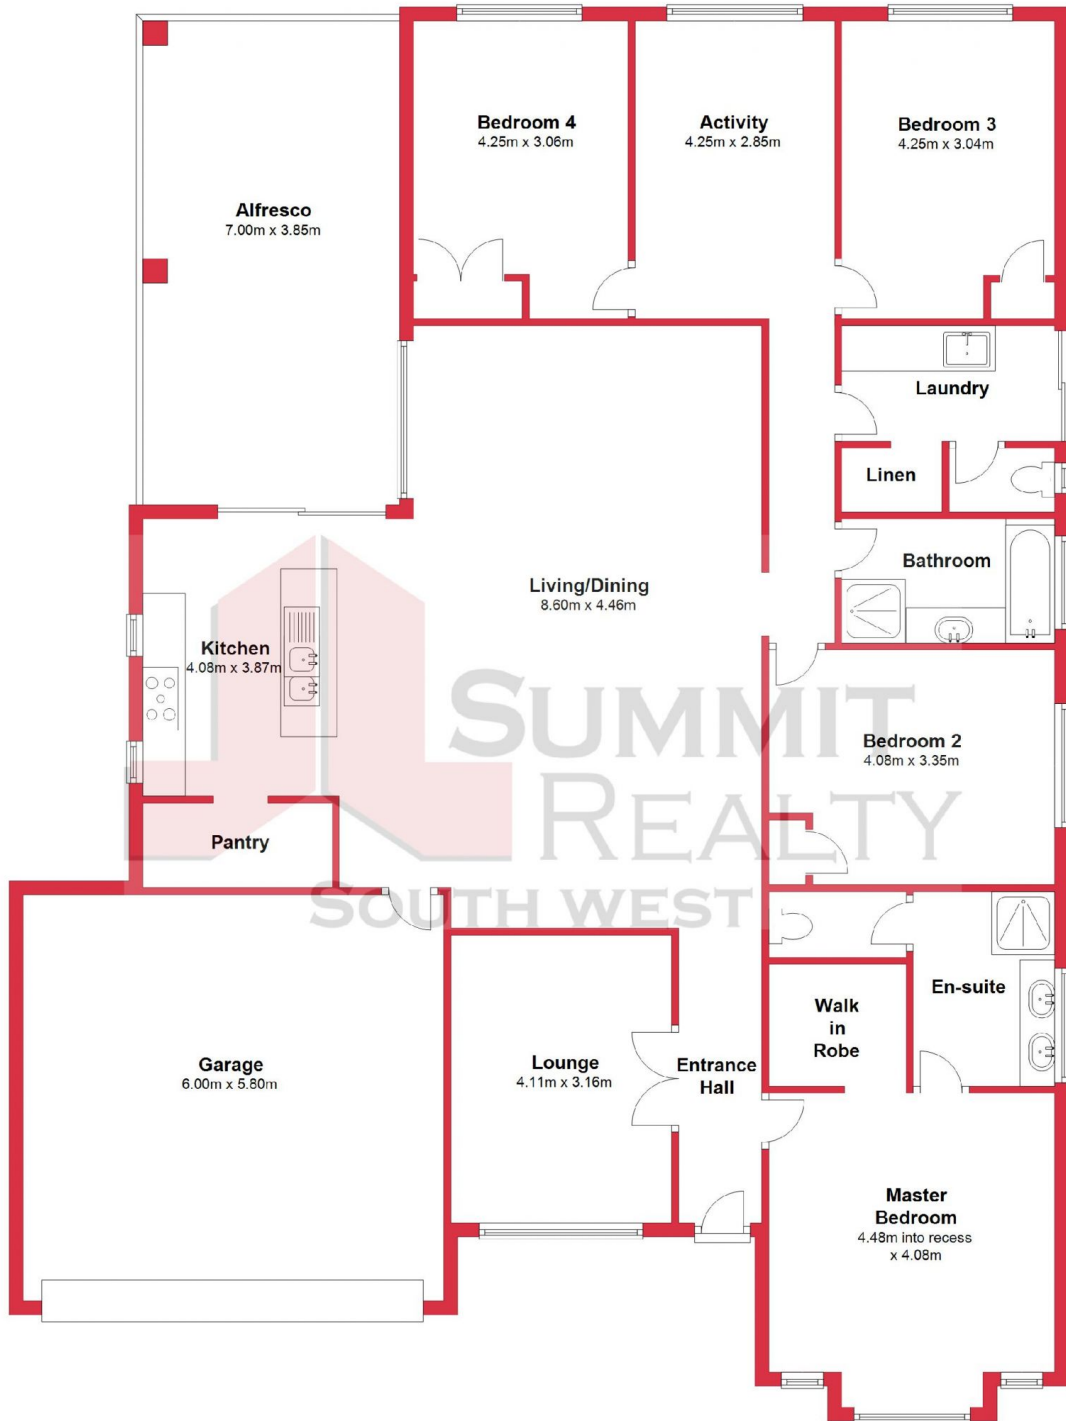 Bedroom 4
4.25m x 3.06m
Activity
4.25m x 2.85m
Bedroom 3
4.25m x 3.04m
Alfresco
7.00m x 3.85m
Laundry
Linen
Bathroom
Living/Dining
8.60m x 4.46m
Kitchen
4.08m x 3.87m
SUMMIT
REALTY
SOUTH WEST
Bedroom 2
4.08m x 3.35m
Pantry
En-suite
Walk
in
Robe
Garage
6.00m x 5.80m
Lounge
4.11m x 3.16m
Entrance
Hall
Master
Bedroom
4.48m into recess
x 4.08m